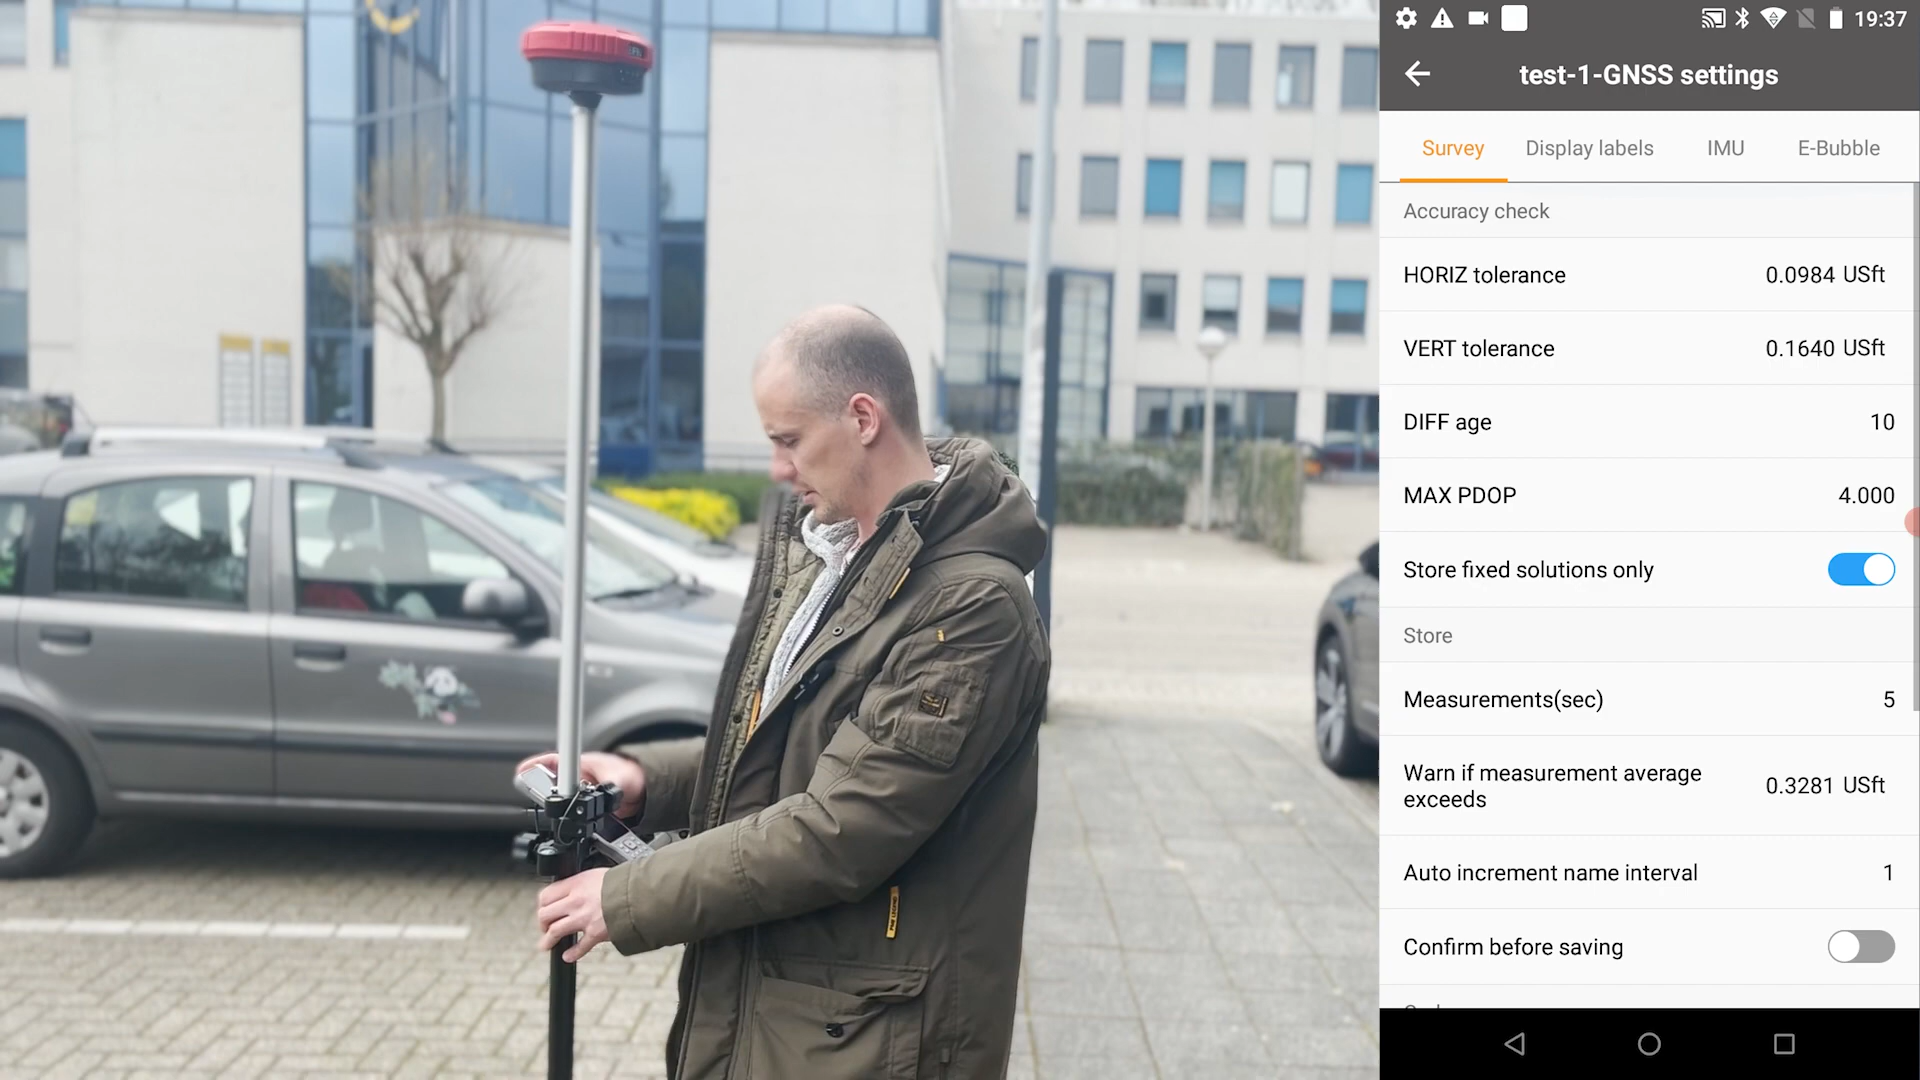 19:37
test-1-GNSS settings
Survey Display labels IMU E-Bubble
Accuracy check
HORIZ tolerance 0.0984 USft
VERT tolerance 0.1640 USft
DIFF age 10
MAX PDOP 4.000
Store fixed solutions only
Store
Measurements(sec) 5
Warn if measurement average
exceeds 0.3281 USft
Auto increment name interval 1
Confirm before saving